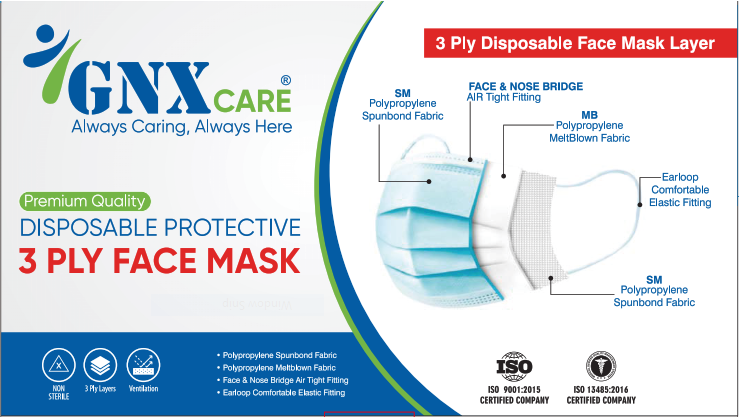 GNX CARE®
Always Caring, Always Here
Premium Quality
DISPOSABLE PROTECTIVE
3 PLY FACE MASK
NON
STERILE
3 Ply Layers
Ventilation
• Polypropylene Spunbond Fabric
• Polypropylene Meltblown Fabric
• Face & Nose Bridge Air Tight Fitting
• Earloop Comfortable Elastic Fitting
3 Ply Disposable Face Mask Layer
SM
Polypropylene
Spunbond Fabric
FACE & NOSE BRIDGE
AIR Tight Fitting
MB
Polypropylene
MeltBlown Fabric
Earloop
Comfortable
Elastic Fitting
SM
Polypropylene
Spunbond Fabric
ISO
ISO 9001:2015
CERTIFIED COMPANY
ISO 13485:2016
CERTIFIED COMPANY